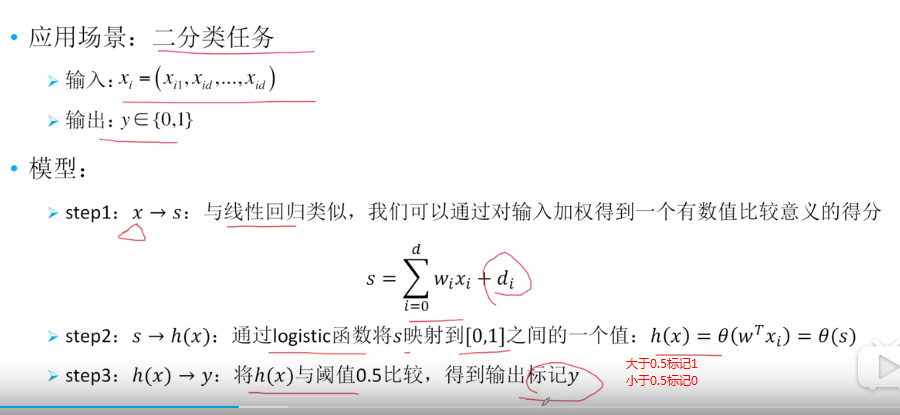 • 应用场景：二分类任务
➢ 输入：xᵢ = (xᵢ₁, x_id, ..., x_id)
➢ 输出：y ∈ {0,1}
• 模型：
➢ step1：x → s：与线性回归类似，我们可以通过对输入加权得到一个有数值比较意义的得分
s = ∑_{i=0}^{d} wᵢxᵢ + dᵢ
➢ step2：s → h(x)：通过logistic函数将s映射到[0,1]之间的一个值：h(x) = θ(wᵀxᵢ) = θ(s)
➢ step3：h(x) → y：将h(x)与阈值0.5比较，得到输出标记y
大于0.5标记1
小于0.5标记0